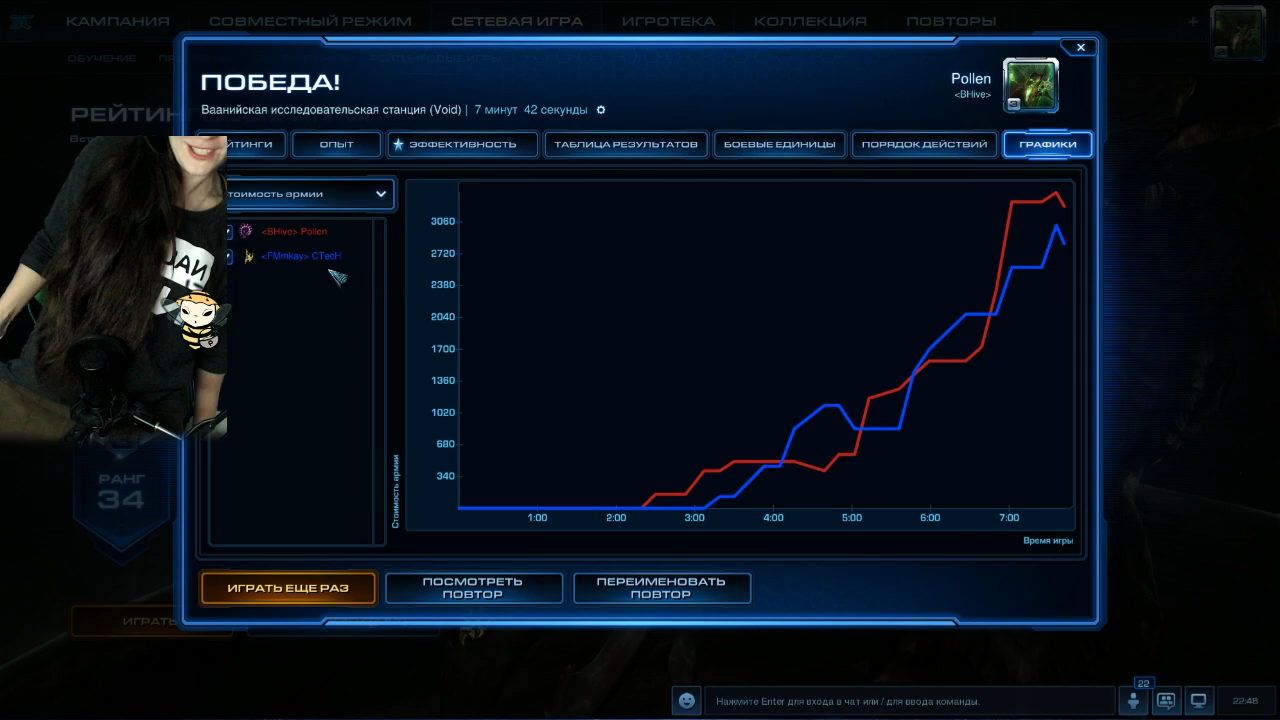 КАМПАНИЯ СОВМЕСТНЫЙ РЕЖИМ СЕТЕВАЯ ИГРА ИГРОТЕКА КОЛЛЕКЦИЯ ПОВТОРЫ
ОБУЧЕНИЕ
ПОБЕДА!
Pollen
<BHive>
Ваанийская исследовательская станция (Void) | 7 минут 42 секунды
ОПЫТ ЭФФЕКТИВНОСТЬ ТАБЛИЦА РЕЗУЛЬТАТОВ БОЕВЫЕ ЕДИНИЦЫ ПОРЯДОК ДЕЙСТВИЙ ГРАФИКИ
тоимость армии
<BHive> Pollen
<FMmkay> CTecH
3060
2720
2380
2040
1700
1360
1020
680
340
Стоимость армии
1:00 2:00 3:00 4:00 5:00 6:00 7:00
Время игры
РАНГ
34
ИГРАТЬ ЕЩЕ РАЗ
ПОСМОТРЕТЬ
ПОВТОР
ПЕРЕИМЕНОВАТЬ
ПОВТОР
ИГРАТЬ
22
Нажмите Enter для входа в чат или / для ввода команды.
22:48